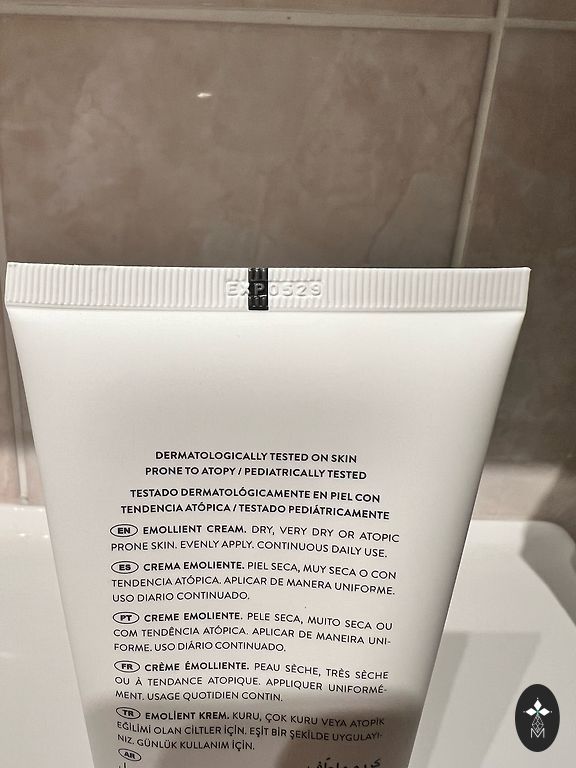 EXP0529
DERMATOLOGICALLY TESTED ON SKIN
PRONE TO ATOPY / PEDIATRICALLY TESTED
TESTADO DERMATOLÓGICAMENTE EN PIEL CON
TENDENCIA ATÓPICA / TESTADO PEDIÁTRICAMENTE
EN EMOLLIENT CREAM. DRY, VERY DRY OR ATOPIC
PRONE SKIN. EVENLY APPLY. CONTINUOUS DAILY USE.
ES CREMA EMOLIENTE. PIEL SECA, MUY SECA O CON
TENDENCIA ATÓPICA. APLICAR DE MANERA UNIFORME.
USO DIARIO CONTINUADO.
PT CREME EMOLIENTE. PELE SECA, MUITO SECA OU
COM TENDÊNCIA ATÓPICA. APLICAR DE MANEIRA UNI-
FORME. USO DIÁRIO CONTINUADO.
FR CRÈME ÉMOLLIENTE. PEAU SÈCHE, TRÈS SÈCHE
OU À TENDANCE ATOPIQUE. APPLIQUER UNIFORMÉ-
MENT. USAGE QUOTIDIEN CONTIN.
TR EMOLİENT KREM. KURU, ÇOK KURU VEYA ATOPİK
EĞİLİMİ OLAN CİLTLER İÇİN. EŞİT BİR ŞEKİLDE UYGULAYI-
NIZ. GÜNLÜK KULLANIM İÇİN.
AR
M